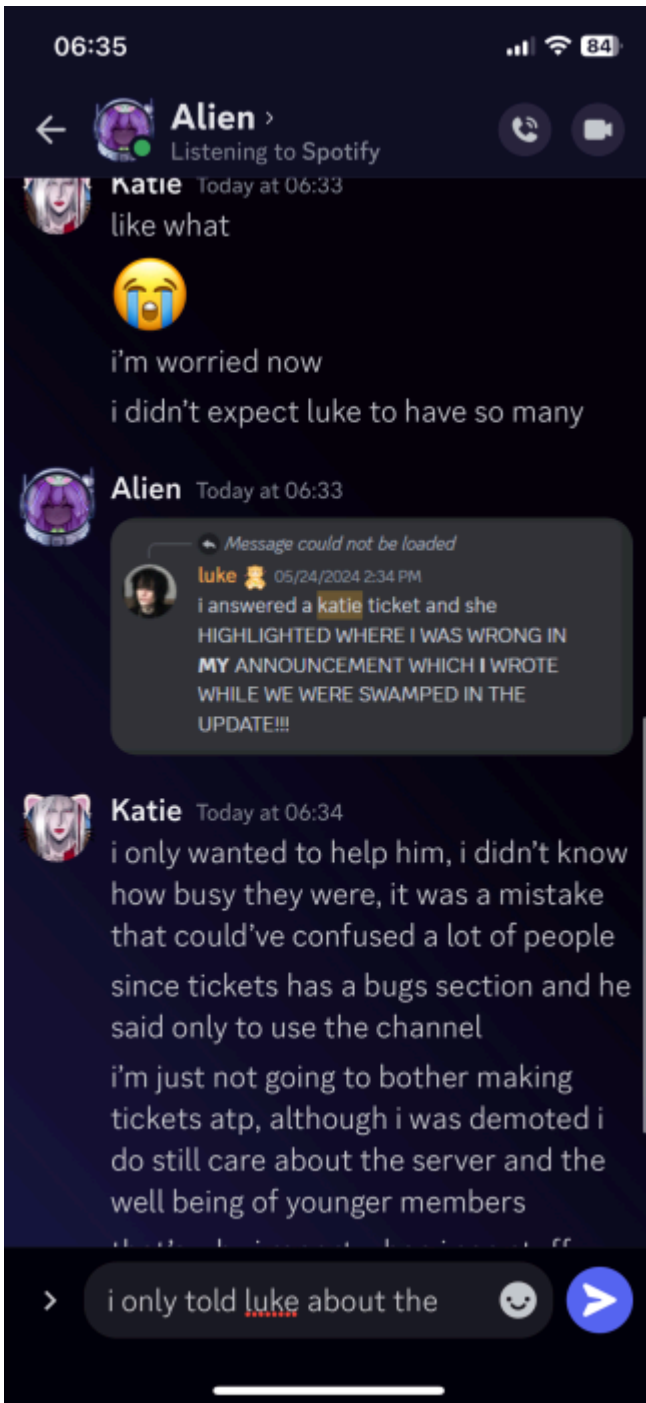 06:35
84
Alien
Listening to Spotify
Katie Today at 06:33
like what
i'm worried now
i didn't expect luke to have so many
Alien Today at 06:33
Message could not be loaded
luke 05/24/2024 2:34 PM
i answered a katie ticket and she
HIGHLIGHTED WHERE I WAS WRONG IN
MY ANNOUNCEMENT WHICH I WROTE
WHILE WE WERE SWAMPED IN THE
UPDATE!!!
Katie Today at 06:34
i only wanted to help him, i didn't know
how busy they were, it was a mistake
that could've confused a lot of people
since tickets has a bugs section and he
said only to use the channel
i'm just not going to bother making
tickets atp, although i was demoted i
do still care about the server and the
well being of younger members
i only told luke about the